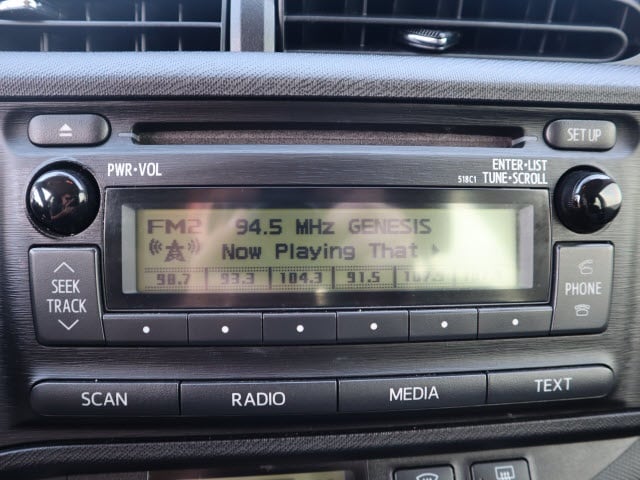 SET UP
PWR•VOL
ENTER•LIST
518C1 TUNE•SCROLL
FM2 94.5 MHz GENESIS
Now Playing That
98.7 93.3 104.3 91.5
SEEK
TRACK
PHONE
SCAN RADIO MEDIA TEXT